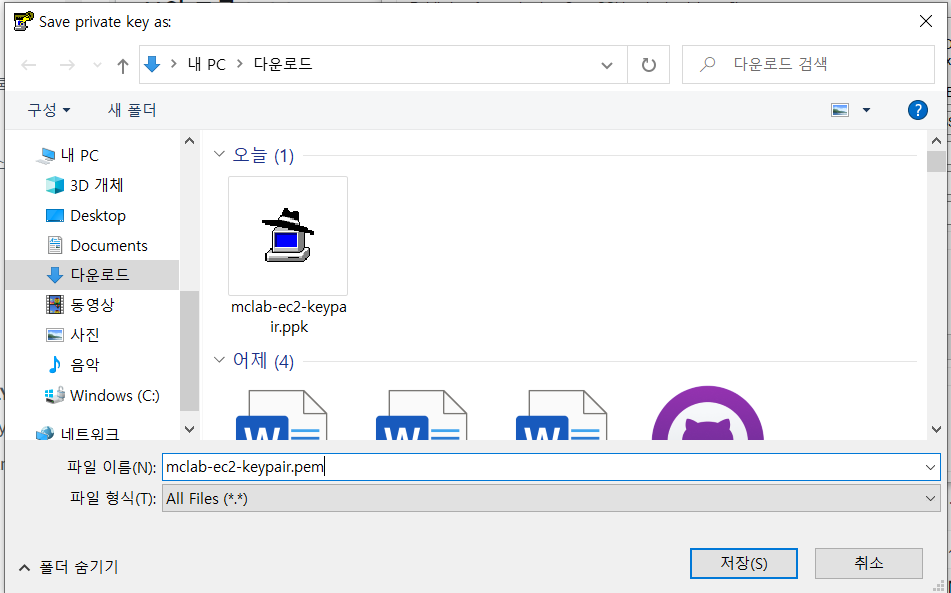 Save private key as:
내 PC > 다운로드
다운로드 검색
구성
새 폴더
내 PC
3D 개체
Desktop
Documents
다운로드
동영상
사진
음악
Windows (C:)
네트워크
오늘 (1)
mclab-ec2-keypa
ir.ppk
어제 (4)
파일 이름(N): mclab-ec2-keypair.pem
파일 형식(T): All Files (*.*)
폴더 숨기기
저장(S)
취소